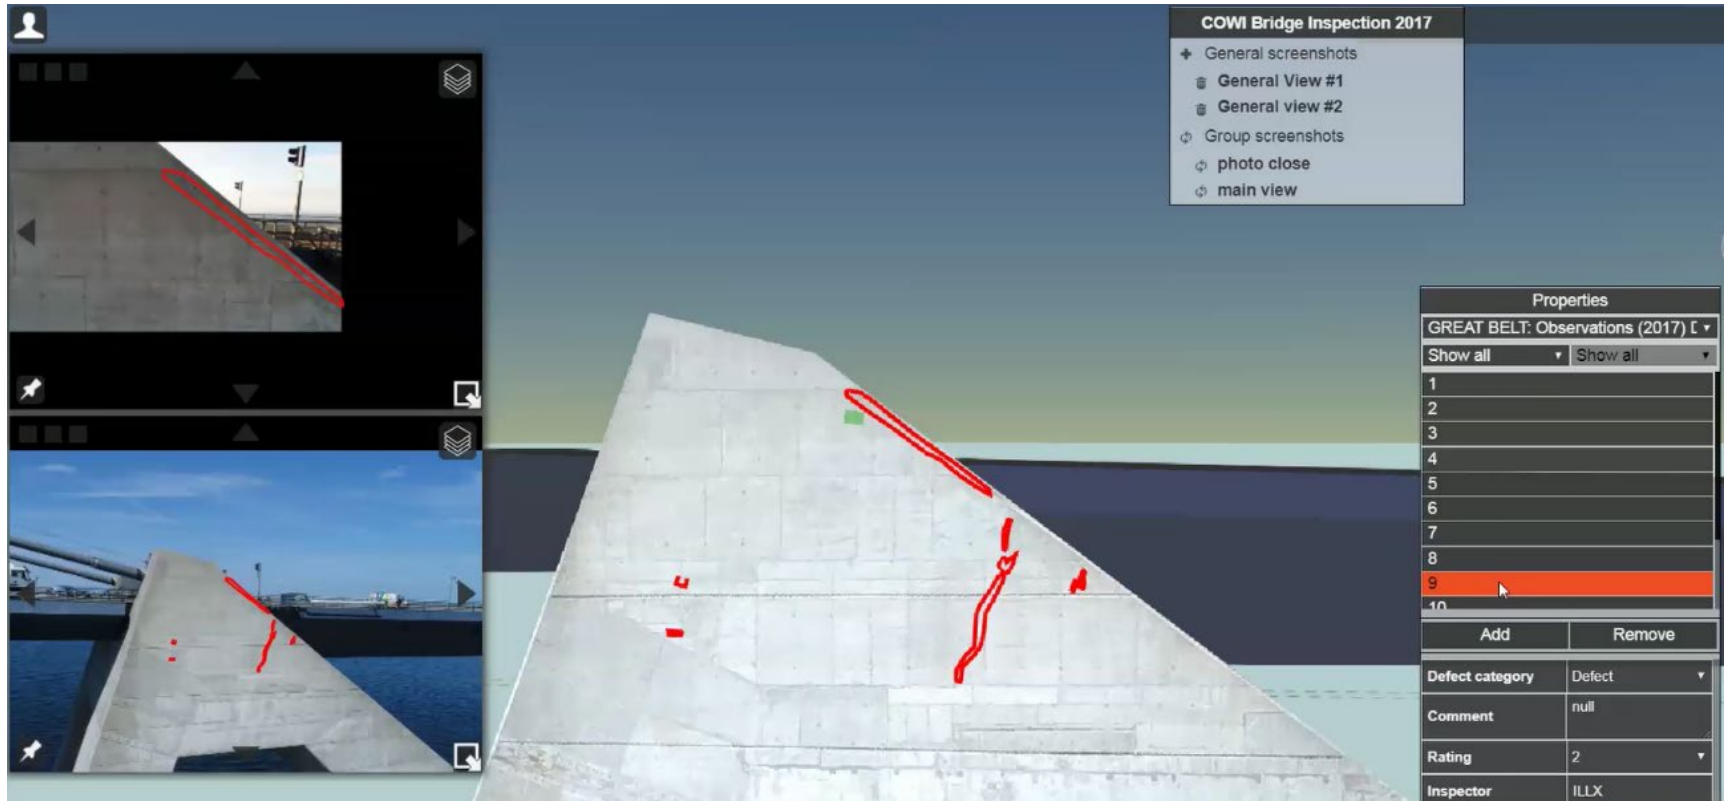 COWI Bridge Inspection 2017
General screenshots
General View #1
General view #2
Group screenshots
photo close
main view
Properties
GREAT BELT: Observations (2017) [
Show all
Show all
1
2
3
4
5
6
7
8
9
10
Add Remove
Defect category Defect
Comment null
Rating 2
Inspector ILLX